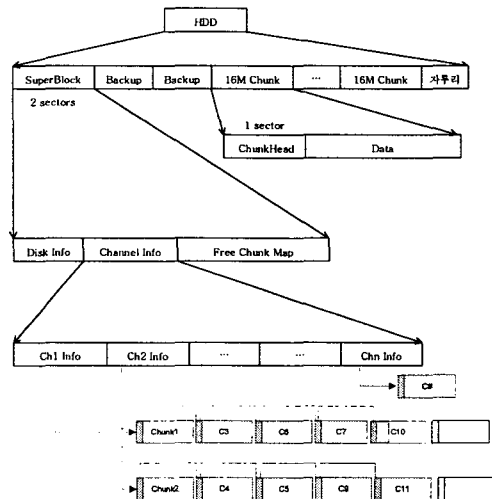 HDD
SuperBlock Backup Backup 16M Chunk ... 16M Chunk 자투리
2 sectors
1 sector
ChunkHead Data
Disk Info Channel Info Free Chunk Map
Ch1 Info Ch2 Info ... ... Chn Info
C#
Chunk1 C3 C6 C7 C10
Chunk2 C4 C5 C9 C11